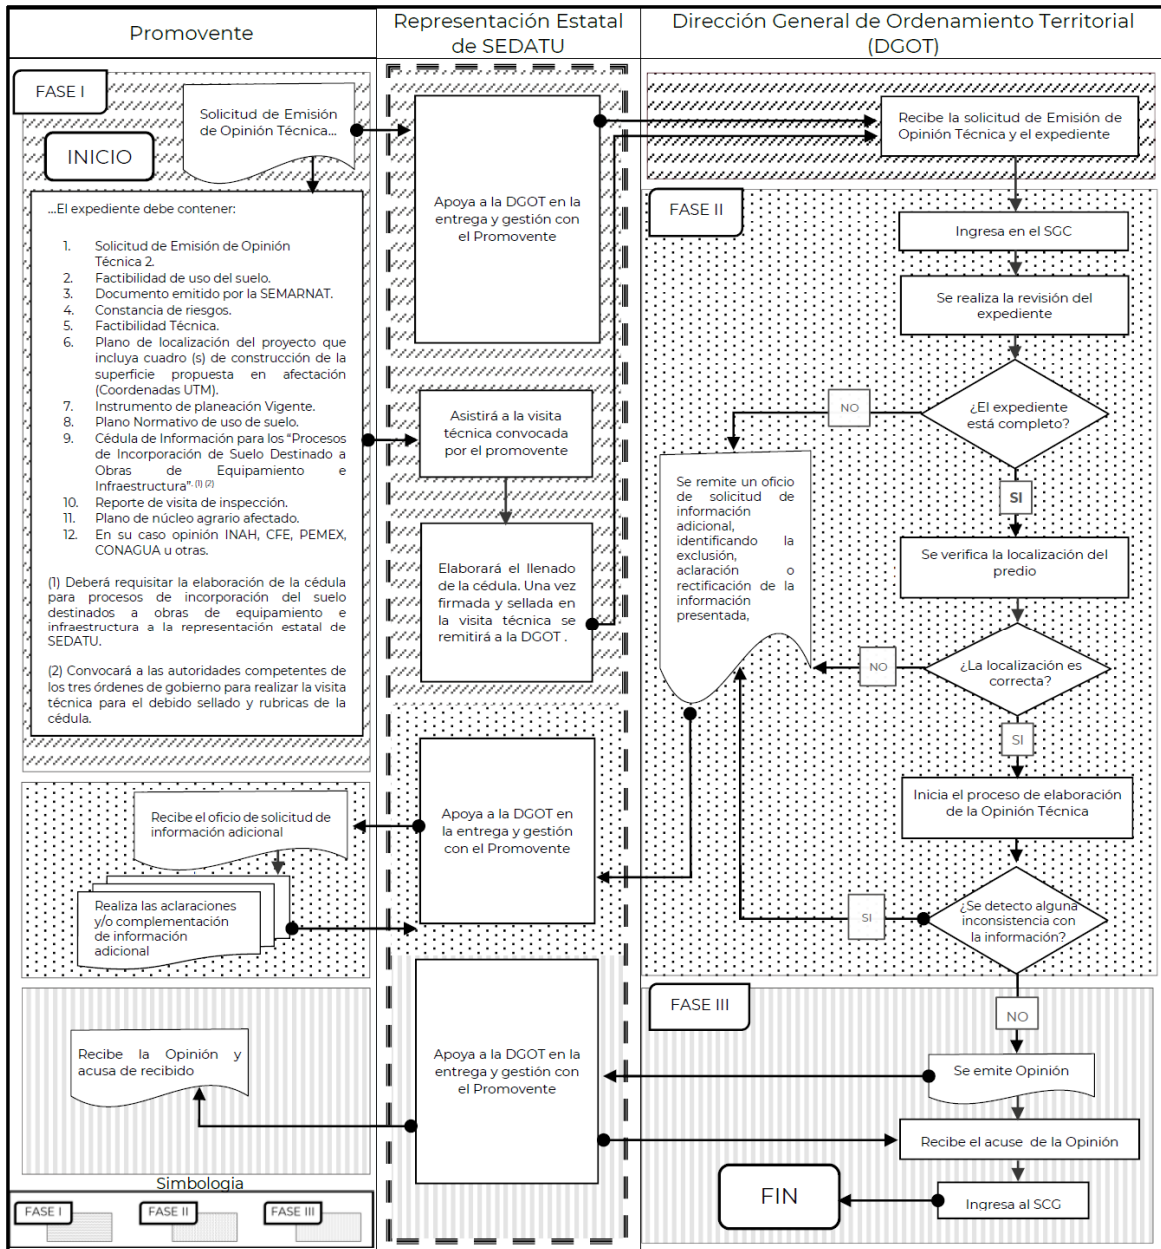 Promovente
Representación Estatal
de SEDATU
Dirección General de Ordenamiento Territorial
(DGOT)
FASE I
Solicitud de Emisión
de Opinión Técnica...
INICIO
...El expediente debe contener:
1. Solicitud de Emisión de Opinión
Técnica 2.
2. Factibilidad de uso del suelo.
3. Documento emitido por la SEMARNAT.
4. Constancia de riesgos.
5. Factibilidad Técnica.
6. Plano de localización del proyecto que
incluya cuadro (s) de construcción de la
superficie propuesta en afectación
(Coordenadas UTM).
7. Instrumento de planeación Vigente.
8. Plano Normativo de uso de suelo.
9. Cédula de Información para los "Procesos
de Incorporación de Suelo Destinado a
Obras de Equipamiento e
Infraestructura". (1) (2)
10. Reporte de visita de inspección.
11. Plano de núcleo agrario afectado.
12. En su caso opinión INAH, CFE, PEMEX,
CONAGUA u otras.
(1) Deberá requisitar la elaboración de la cédula
para procesos de incorporación del suelo
destinados a obras de equipamiento e
infraestructura a la representación estatal de
SEDATU.
(2) Convocará a las autoridades competentes de
los tres órdenes de gobierno para realizar la visita
técnica para el debido sellado y rubricas de la
cédula.
Apoya a la DGOT en la
entrega y gestión con
el Promovente
Asistirá a la visita
técnica convocada
por el promovente
Elaborará el llenado
de la cédula. Una vez
firmada y sellada en
la visita técnica se
remitirá a la DGOT .
Recibe la solicitud de Emisión de
Opinión Técnica y el expediente
FASE II
Ingresa en el SGC
Se realiza la revisión del
expediente
¿El expediente
está completo?
NO
SI
Se remite un oficio
de solicitud de
información
adicional,
identificando la
exclusión,
aclaración o
rectificación de la
información
presentada,
Se verifica la localización del
predio
¿La localización es
correcta?
NO
SI
Inicia el proceso de elaboración
de la Opinión Técnica
¿Se detecto alguna
inconsistencia con
la información?
SI
NO
Recibe el oficio de solicitud de
información adicional
Realiza las aclaraciones
y/o complementación
de información
adicional
Apoya a la DGOT en
la entrega y gestión
con el Promovente
FASE III
Se emite Opinión
Apoya a la DGOT en la
entrega y gestión con
el Promovente
Recibe la Opinión y
acusa de recibido
Recibe el acuse de la Opinión
Ingresa al SCG
FIN
Simbologia
FASE I
FASE II
FASE III